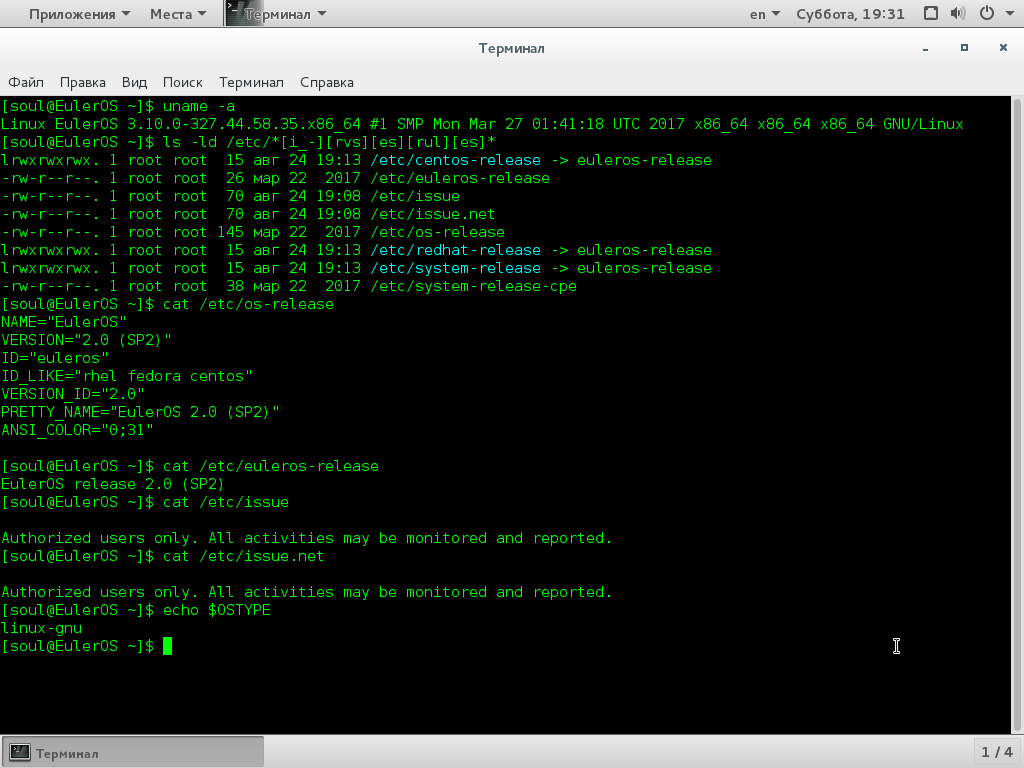 Приложения Места Терминал en Суббота, 19:31
Терминал
Файл Правка Вид Поиск Терминал Справка
[soul@EulerOS ~]$ uname -a
Linux EulerOS 3.10.0-327.44.58.35.x86_64 #1 SMP Mon Mar 27 01:41:18 UTC 2017 x86_64 x86_64 x86_64 GNU/Linux
[soul@EulerOS ~]$ ls -ld /etc/*[i_-][rvs][es][rul][es]*
lrwxrwxrwx. 1 root root  15 авг 24 19:13 /etc/centos-release -> euleros-release
-rw-r--r--. 1 root root  26 мар 22  2017 /etc/euleros-release
-rw-r--r--. 1 root root  70 авг 24 19:08 /etc/issue
-rw-r--r--. 1 root root  70 авг 24 19:08 /etc/issue.net
-rw-r--r--. 1 root root 145 мар 22  2017 /etc/os-release
lrwxrwxrwx. 1 root root  15 авг 24 19:13 /etc/redhat-release -> euleros-release
lrwxrwxrwx. 1 root root  15 авг 24 19:13 /etc/system-release -> euleros-release
-rw-r--r--. 1 root root  38 мар 22  2017 /etc/system-release-cpe
[soul@EulerOS ~]$ cat /etc/os-release
NAME="EulerOS"
VERSION="2.0 (SP2)"
ID="euleros"
ID_LIKE="rhel fedora centos"
VERSION_ID="2.0"
PRETTY_NAME="EulerOS 2.0 (SP2)"
ANSI_COLOR="0;31"
[soul@EulerOS ~]$ cat /etc/euleros-release
EulerOS release 2.0 (SP2)
[soul@EulerOS ~]$ cat /etc/issue
Authorized users only. All activities may be monitored and reported.
[soul@EulerOS ~]$ cat /etc/issue.net
Authorized users only. All activities may be monitored and reported.
[soul@EulerOS ~]$ echo $OSTYPE
linux-gnu
[soul@EulerOS ~]$
Терминал 1 / 4